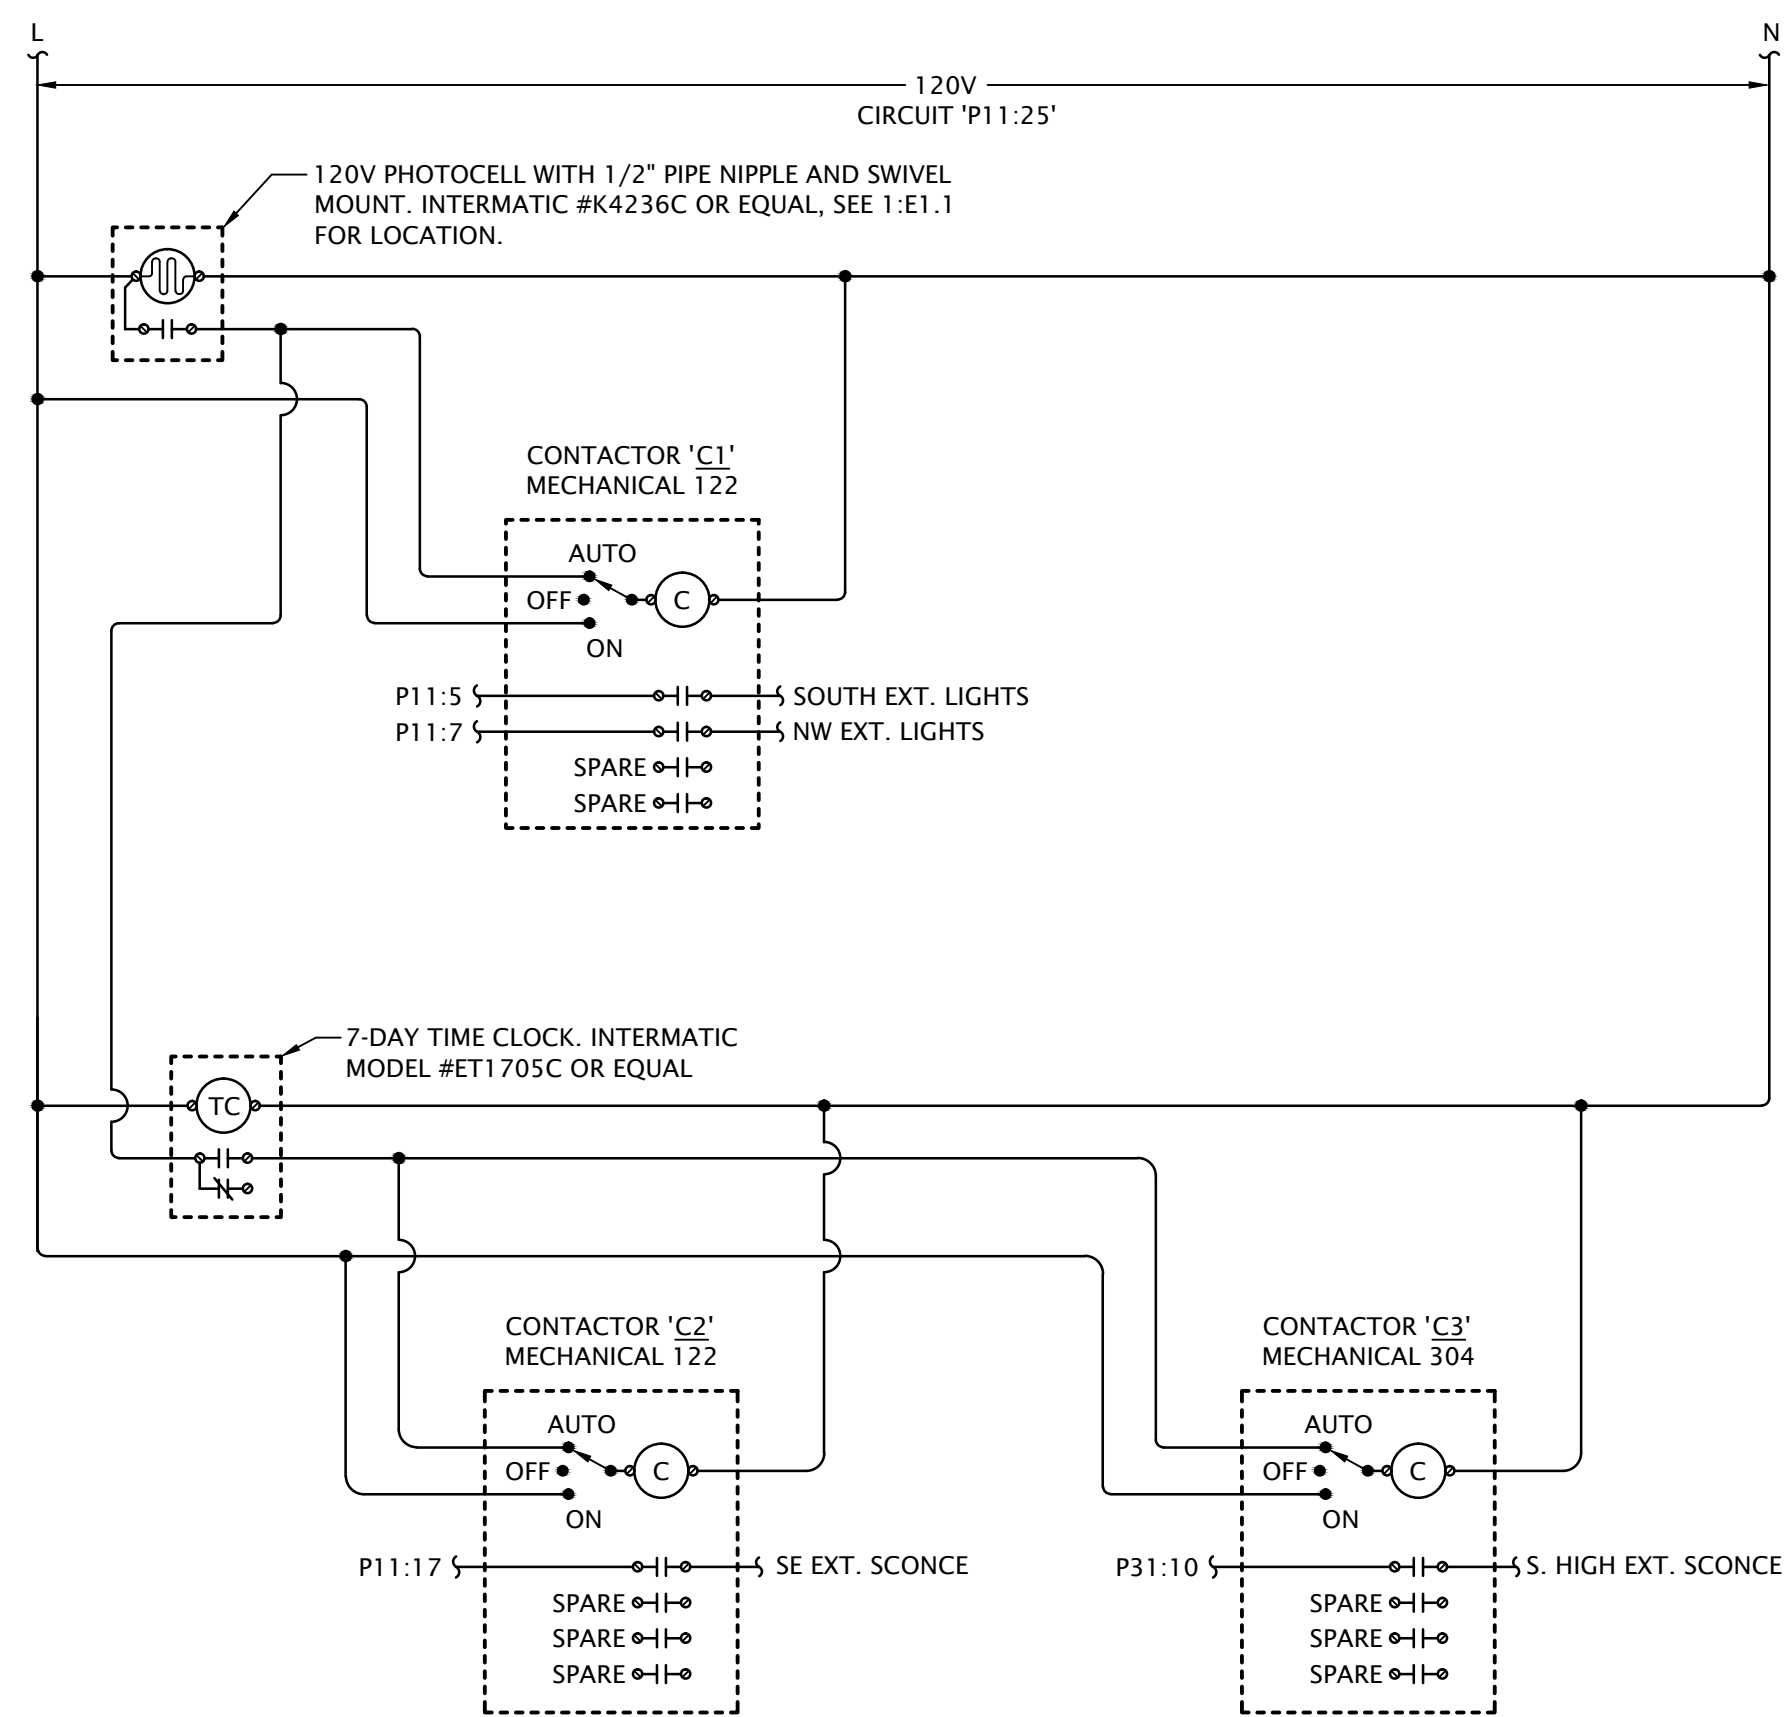 L
N
120V
CIRCUIT 'P11:25'
120V PHOTOCELL WITH 1/2" PIPE NIPPLE AND SWIVEL
MOUNT. INTERMATIC #K4236C OR EQUAL, SEE 1:E1.1
FOR LOCATION.
CONTACTOR 'C1'
MECHANICAL 122
AUTO
OFF
C
ON
P11:5
SOUTH EXT. LIGHTS
P11:7
NW EXT. LIGHTS
SPARE
SPARE
7-DAY TIME CLOCK. INTERMATIC
MODEL #ET1705C OR EQUAL
TC
CONTACTOR 'C2'
MECHANICAL 122
AUTO
OFF
C
ON
P11:17
SE EXT. SCONCE
SPARE
SPARE
SPARE
CONTACTOR 'C3'
MECHANICAL 304
AUTO
OFF
C
ON
P31:10
S. HIGH EXT. SCONCE
SPARE
SPARE
SPARE